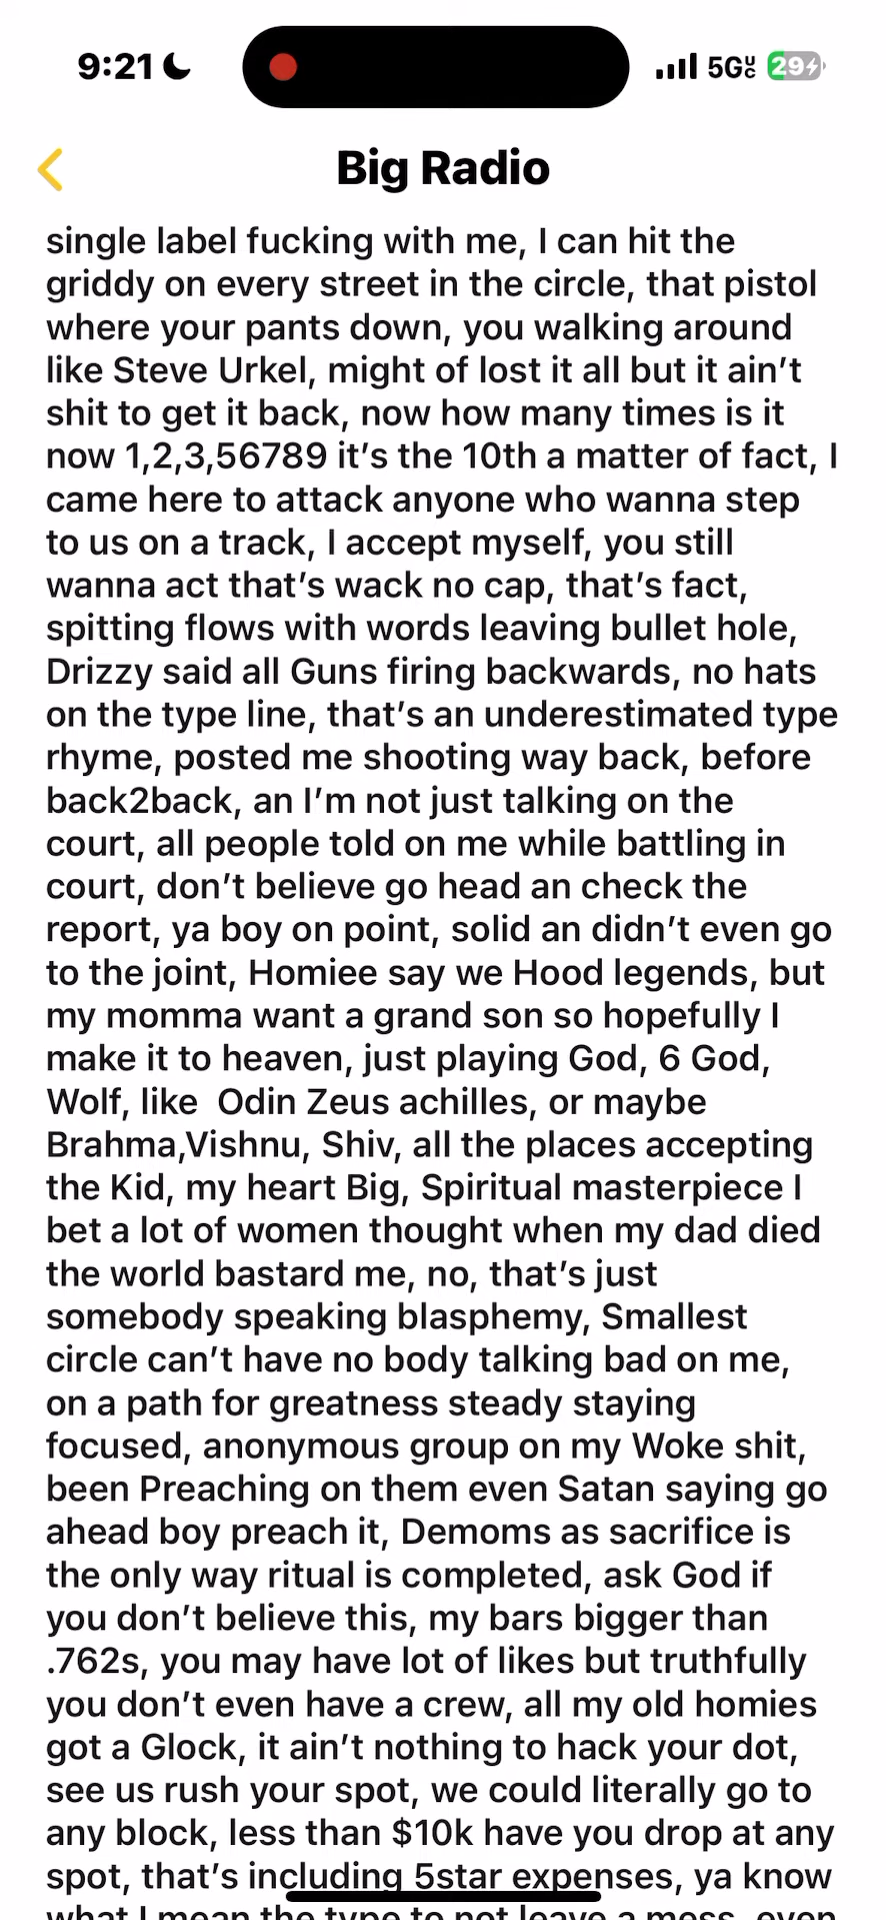 9:21
5GUC 29
Big Radio
single label fucking with me, I can hit the
griddy on every street in the circle, that pistol
where your pants down, you walking around
like Steve Urkel, might of lost it all but it ain’t
shit to get it back, now how many times is it
now 1,2,3,56789 it’s the 10th a matter of fact, I
came here to attack anyone who wanna step
to us on a track, I accept myself, you still
wanna act that’s wack no cap, that’s fact,
spitting flows with words leaving bullet hole,
Drizzy said all Guns firing backwards, no hats
on the type line, that’s an underestimated type
rhyme, posted me shooting way back, before
back2back, an I’m not just talking on the
court, all people told on me while battling in
court, don’t believe go head an check the
report, ya boy on point, solid an didn’t even go
to the joint, Homiee say we Hood legends, but
my momma want a grand son so hopefully I
make it to heaven, just playing God, 6 God,
Wolf, like  Odin Zeus achilles, or maybe
Brahma,Vishnu, Shiv, all the places accepting
the Kid, my heart Big, Spiritual masterpiece I
bet a lot of women thought when my dad died
the world bastard me, no, that’s just
somebody speaking blasphemy, Smallest
circle can’t have no body talking bad on me,
on a path for greatness steady staying
focused, anonymous group on my Woke shit,
been Preaching on them even Satan saying go
ahead boy preach it, Demoms as sacrifice is
the only way ritual is completed, ask God if
you don’t believe this, my bars bigger than
.762s, you may have lot of likes but truthfully
you don’t even have a crew, all my old homies
got a Glock, it ain’t nothing to hack your dot,
see us rush your spot, we could literally go to
any block, less than $10k have you drop at any
spot, that’s including 5star expenses, ya know
what I mean the type to not leave a mess, even